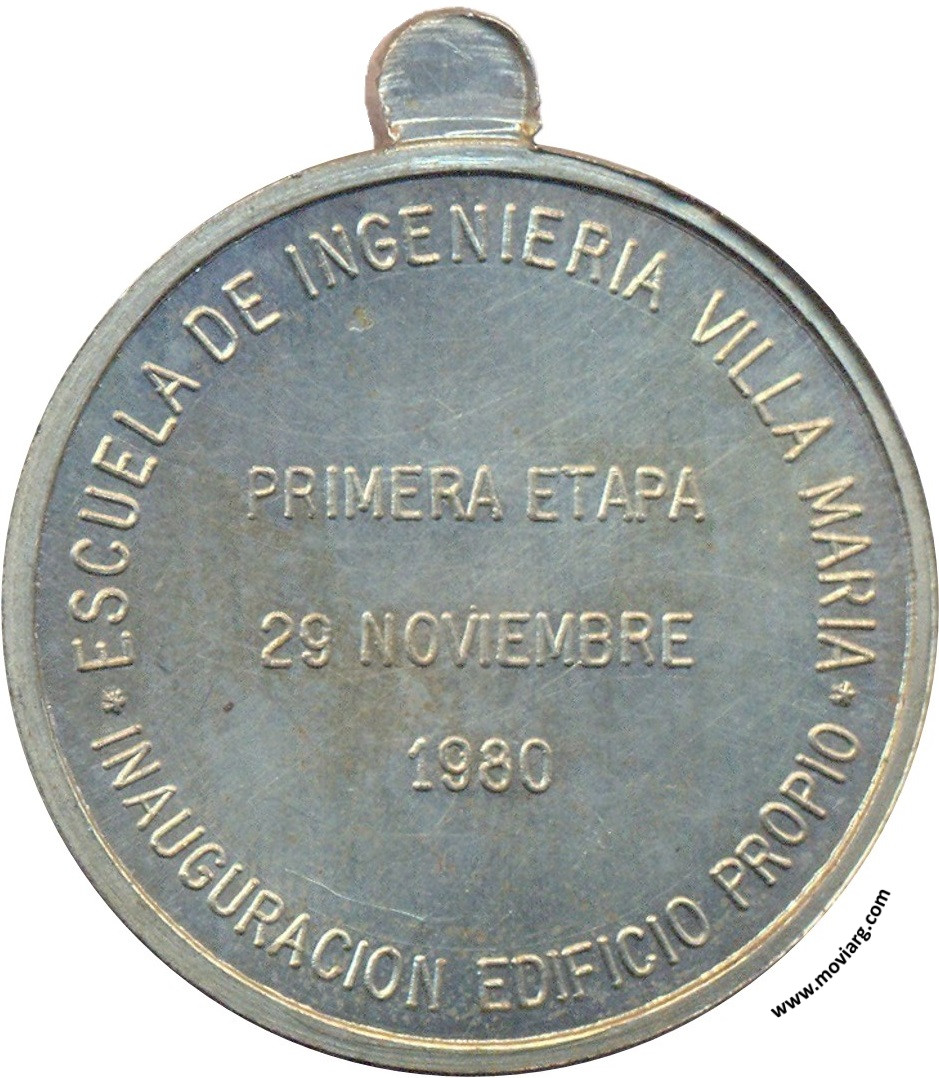 ESCUELA DE INGENIERIA VILLA MARIA
PRIMERA ETAPA
29 NOVIEMBRE
1980
* INAUGURACION EDIFICIO PROPIO *
www.moviarg.com